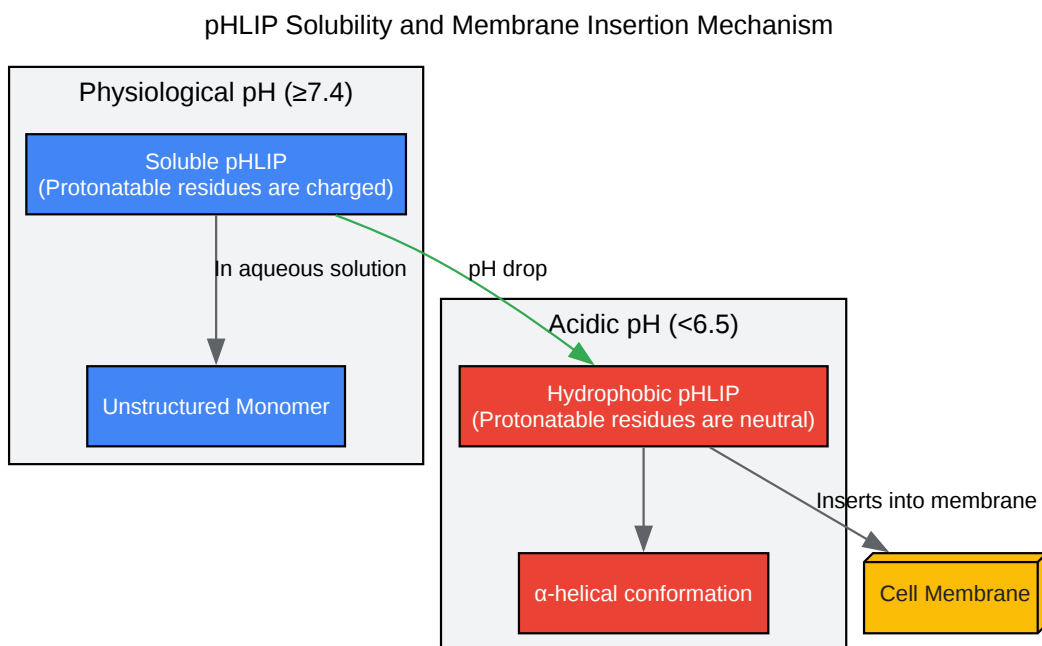 pHLIP Solubility and Membrane Insertion Mechanism
Physiological pH (≥7.4)
Soluble pHLIP
(Protonatable residues are charged)
In aqueous solution
pH drop
Acidic pH (<6.5)
Unstructured Monomer
Hydrophobic pHLIP
(Protonatable residues are neutral)
Inserts into membrane
α-helical conformation
Cell Membrane